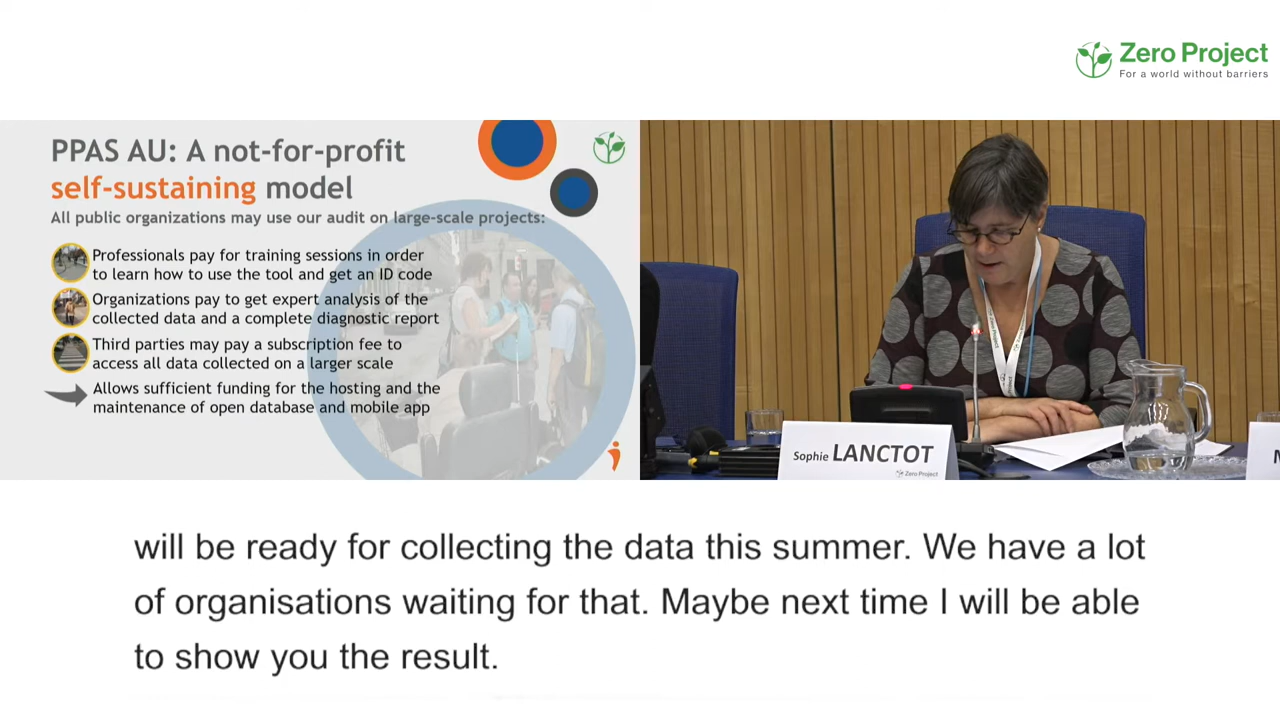 Zero Project
For a world without barriers
PPAS AU: A not-for-profit
self-sustaining model
All public organizations may use our audit on large-scale projects:
Professionals pay for training sessions in order
to learn how to use the tool and get an ID code
Organizations pay to get expert analysis of the
collected data and a complete diagnostic report
Third parties may pay a subscription fee to
access all data collected on a larger scale
Allows sufficient funding for the hosting and the
maintenance of open database and mobile app
Sophie LANCTOT
Zero Project
will be ready for collecting the data this summer. We have a lot
of organisations waiting for that. Maybe next time I will be able
to show you the result.